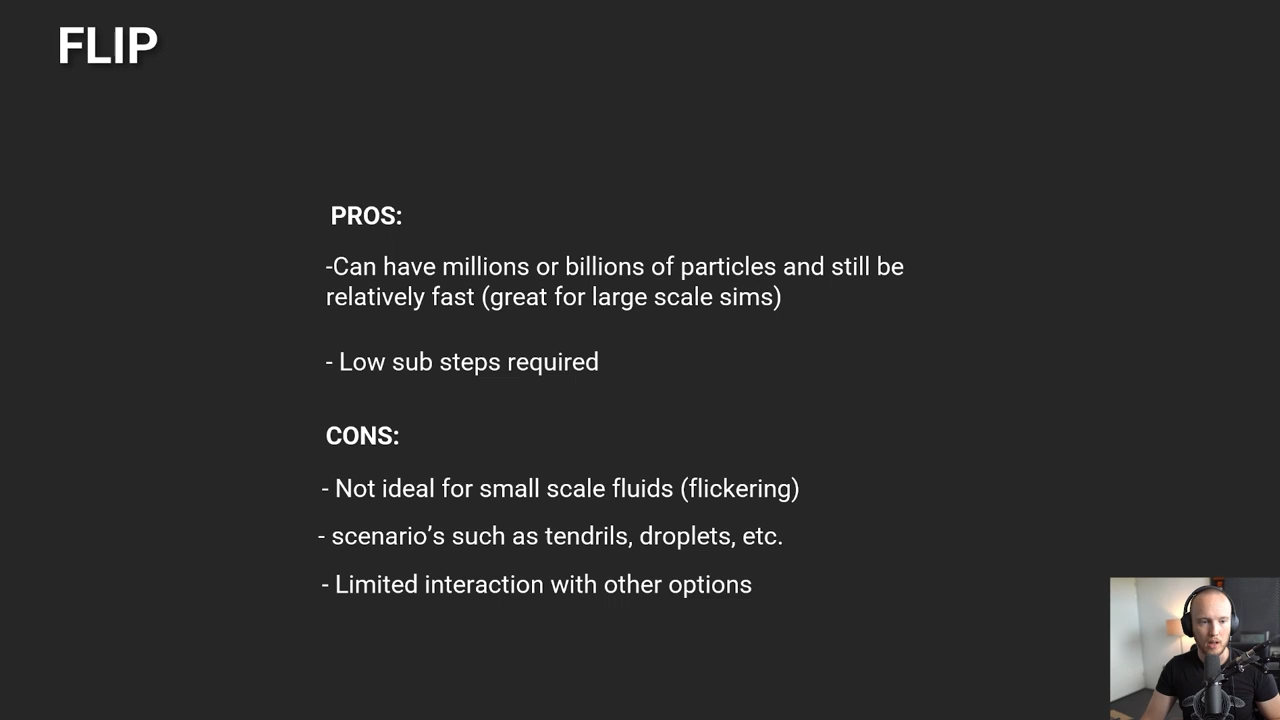 FLIP
PROS:
-Can have millions or billions of particles and still be
relatively fast (great for large scale sims)
- Low sub steps required
CONS:
- Not ideal for small scale fluids (flickering)
- scenario’s such as tendrils, droplets, etc.
- Limited interaction with other options